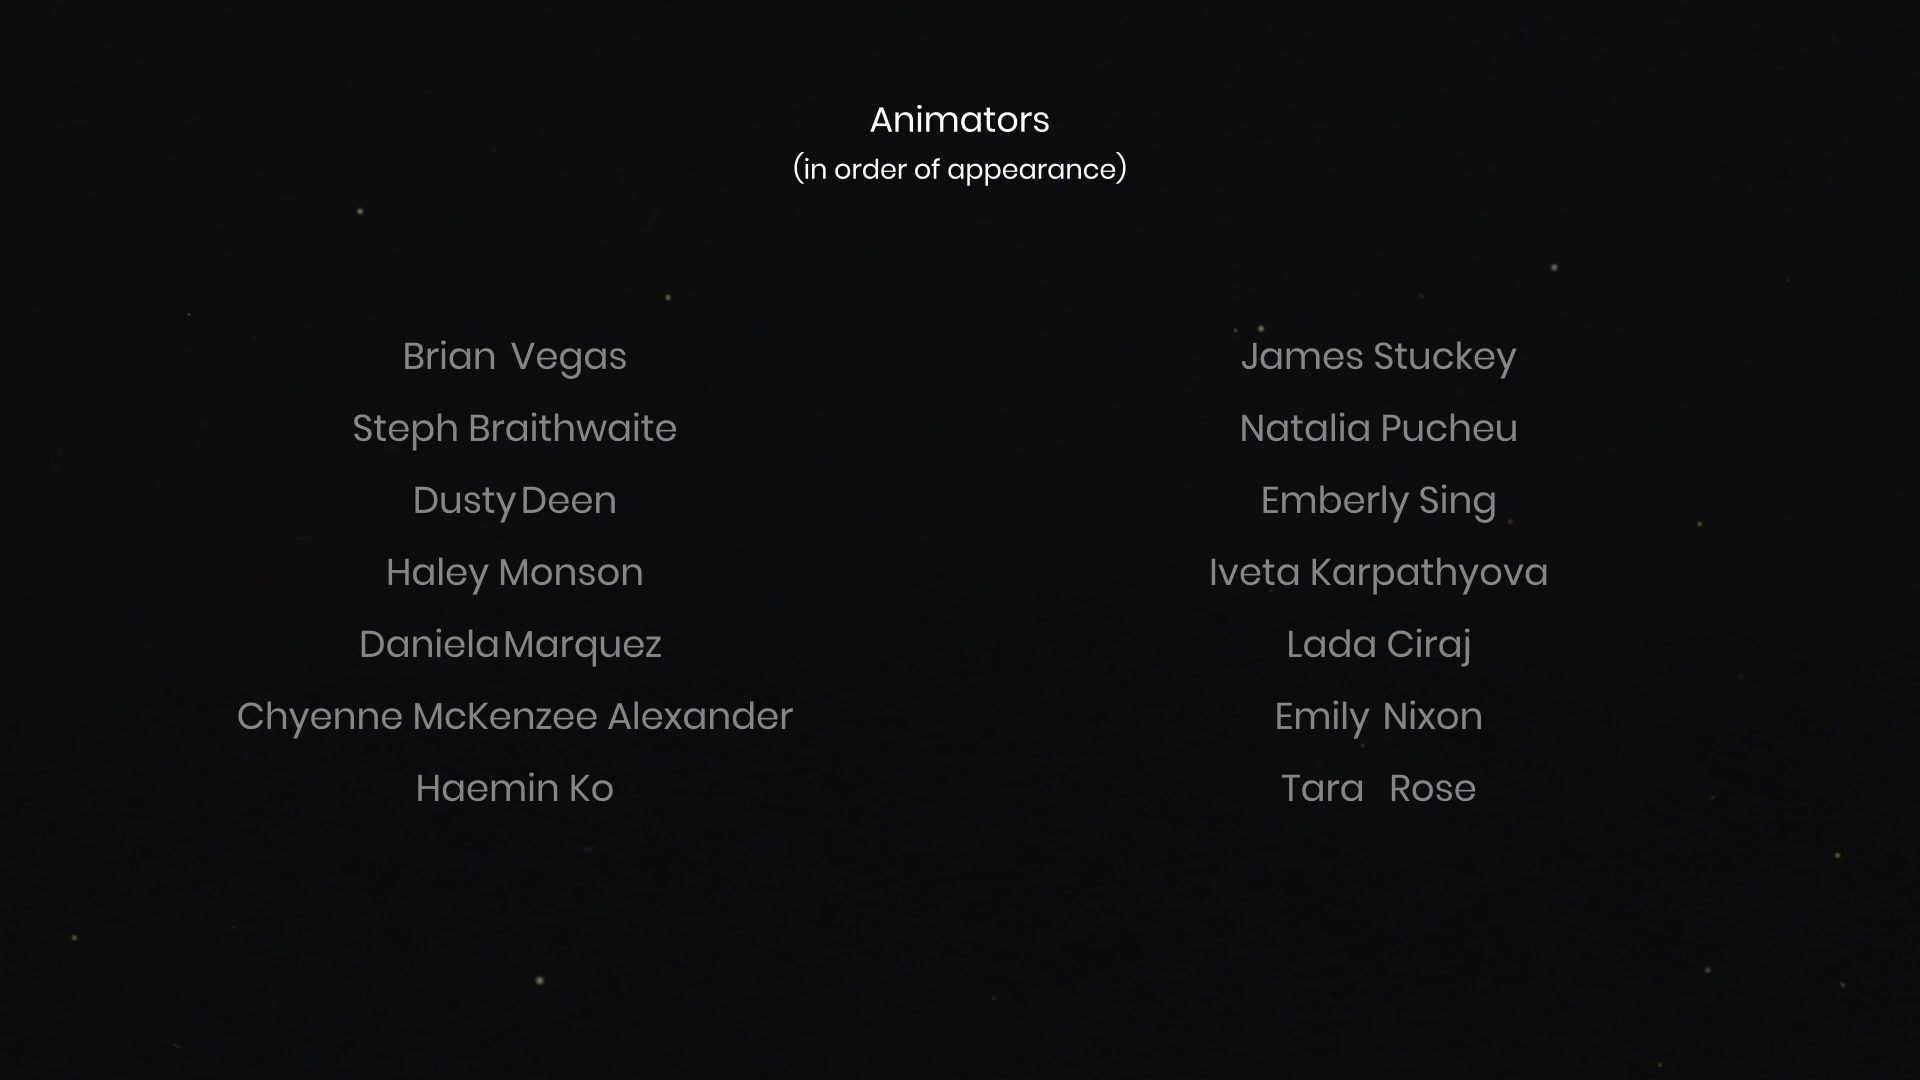 Animators
(in order of appearance)
Brian Vegas
Steph Braithwaite
Dusty Deen
Haley Monson
Daniela Marquez
Chyenne McKenzee Alexander
Haemin Ko
James Stuckey
Natalia Pucheu
Emberly Sing
Iveta Karpathyova
Lada Ciraj
Emily Nixon
Tara Rose